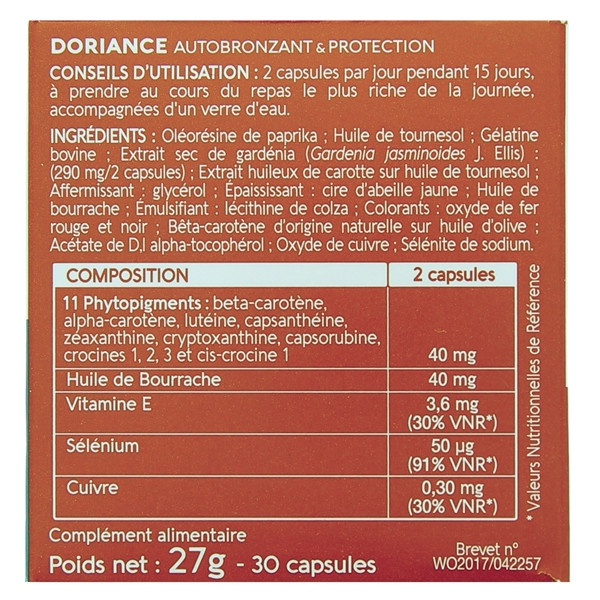 DORIANCE AUTOBRONZANT & PROTECTION
CONSEILS D'UTILISATION : 2 capsules par jour pendant 15 jours,
à prendre au cours du repas le plus riche de la journée,
accompagnées d'un verre d'eau.
INGRÉDIENTS : Oléorésine de paprika ; Huile de tournesol ; Gélatine
bovine ; Extrait sec de gardénia (Gardenia jasminoides J. Ellis) :
(290 mg/2 capsules) ; Extrait huileux de carotte sur huile de tournesol ;
Affermissant : glycérol ; Épaississant : cire d'abeille jaune ; Huile de
bourrache ; Émulsifiant : lécithine de colza ; Colorants : oxyde de fer
rouge et noir ; Bêta-carotène d'origine naturelle sur huile d'olive ;
Acétate de D,l alpha-tocophérol ; Oxyde de cuivre ; Sélénite de sodium.
COMPOSITION 2 capsules
11 Phytopigments : beta-carotène,
alpha-carotène, lutéine, capsanthéine,
zéaxanthine, cryptoxanthine, capsorubine,
crocines 1, 2, 3 et cis-crocine 1 40 mg
Huile de Bourrache 40 mg
Vitamine E 3,6 mg
(30% VNR*)
Sélénium 50 µg
(91% VNR*)
Cuivre 0,30 mg
(30% VNR*)
* Valeurs Nutritionnelles de Référence
Complément alimentaire
Poids net : 27g - 30 capsules
Brevet n°
WO2017/042257